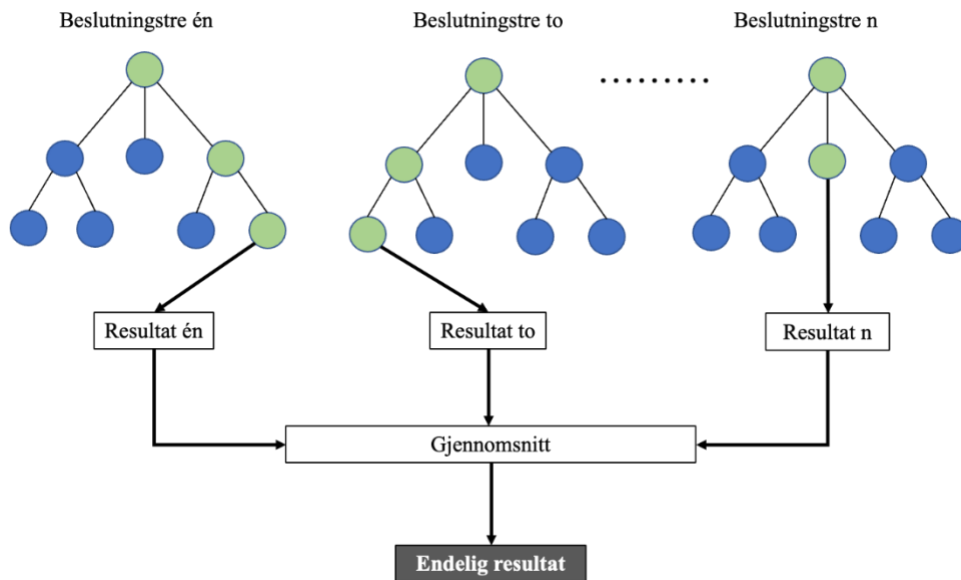 Beslutningstre én
Beslutningstre to
Beslutningstre n
Resultat én
Resultat to
Resultat n
Gjennomsnitt
Endelig resultat